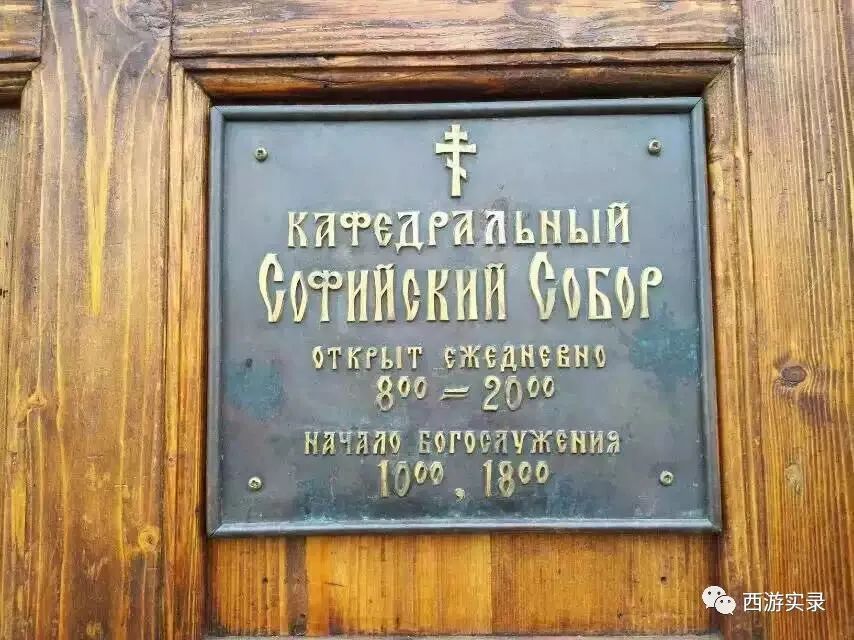 КАФЕДРАЛЬНЫЙ
СОФИЙСКИЙ СОБОР
ОТКРЫТ ЕЖЕДНЕВНО
8⁰⁰ – 20⁰⁰
НАЧАЛО БОГОСЛУЖЕНИЯ
10⁰⁰, 18⁰⁰
西游实录